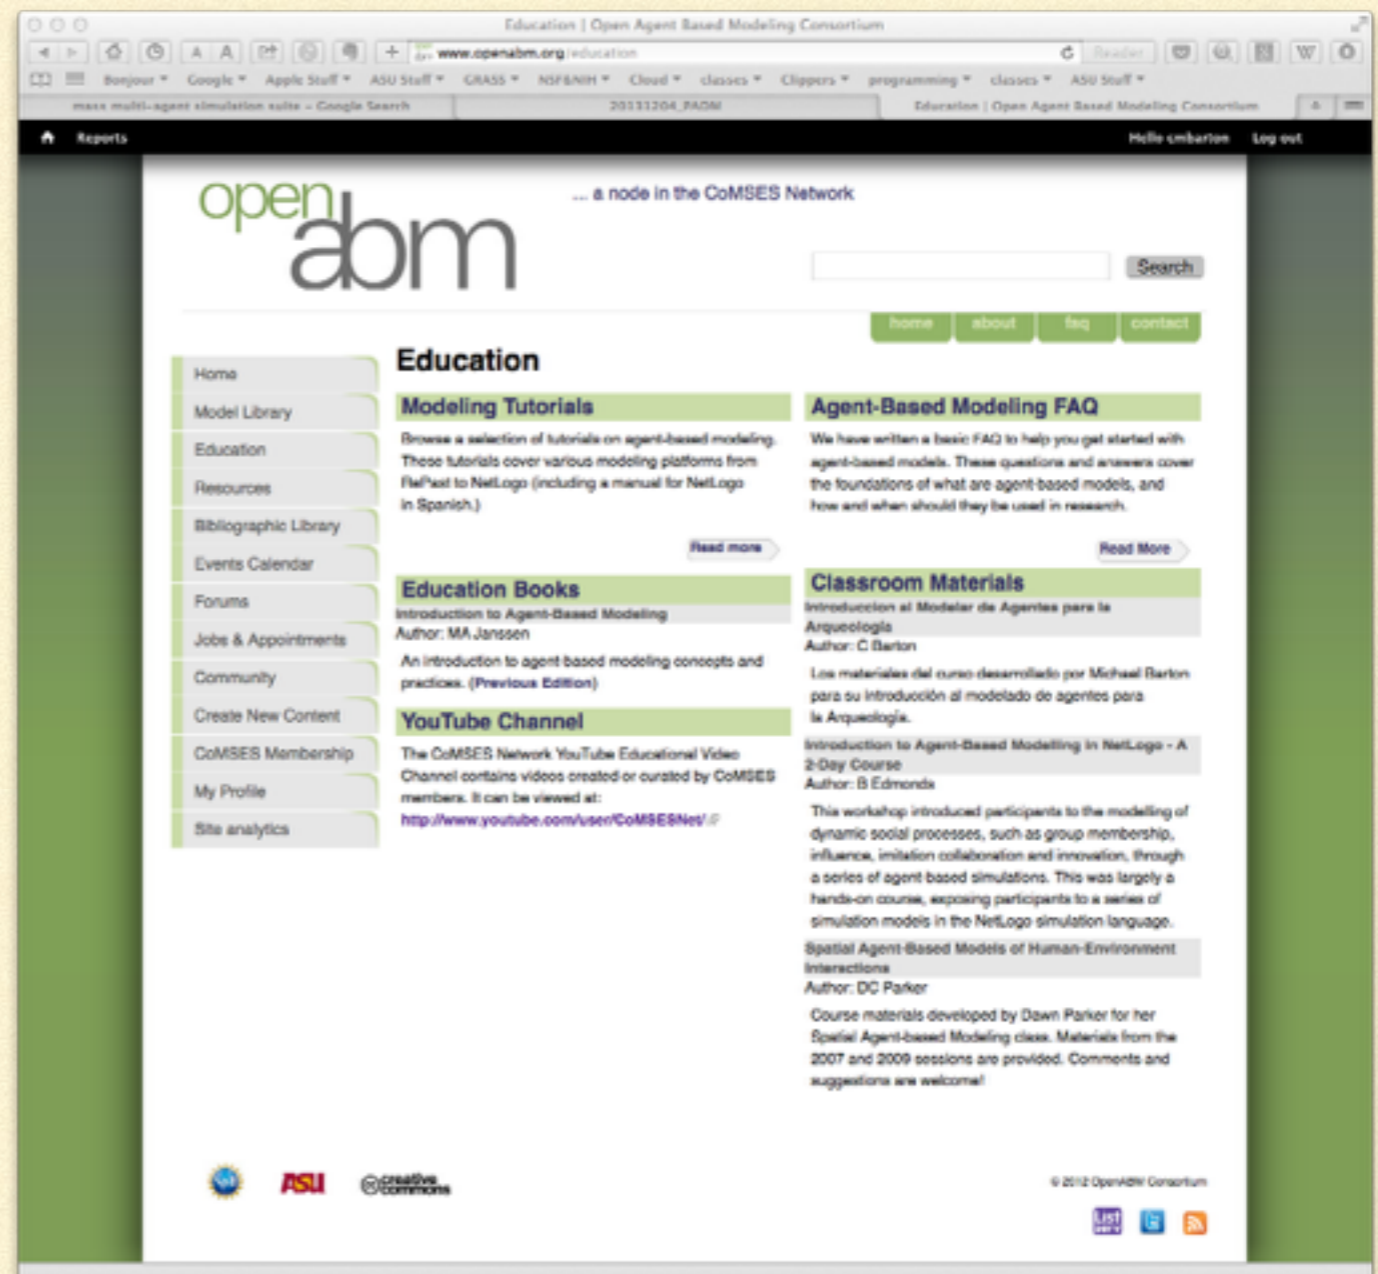 Education | Open Agent Based Modeling Consortium
www.openabm.org/education
Reader
Bonjour Google Apple Stuff ASU Stuff GRASS NSF&NIH Cloud classes Clippers programming classes ASU Stuff
mass multi-agent simulation suite – Google Search
Education | Open Agent Based Modeling Consortium
Reports
Hello cmbarton Log out
open abm
... a node in the CoMSES Network
Search
home about faq contact
Home
Model Library
Education
Resources
Bibliographic Library
Events Calendar
Forums
Jobs & Appointments
Community
Create New Content
CoMSES Membership
My Profile
Site analytics
Education
Modeling Tutorials
Browse a selection of tutorials on agent-based modeling.
These tutorials cover various modeling platforms from
RePast to NetLogo (including a manual for NetLogo
in Spanish.)
Read more
Education Books
Introduction to Agent-Based Modeling
Author: MA Janssen
An introduction to agent-based modeling concepts and
practices. (Previous Edition)
YouTube Channel
The CoMSES Network YouTube Educational Video
Channel contains videos created or curated by CoMSES
members. It can be viewed at:
http://www.youtube.com/user/CoMSESNet/
Agent-Based Modeling FAQ
We have written a basic FAQ to help you get started with
agent-based models. These questions and answers cover
the foundations of what are agent-based models, and
how and when should they be used in research.
Read More
Classroom Materials
Introduccion al Modelar de Agentes para la
Arqueologia
Author: C Barton
Los materiales del curso desarrollado por Michael Barton
para su introducción al modelado de agentes para
la Arqueología.
Introduction to Agent-Based Modelling in NetLogo - A
2-Day Course
Author: B Edmonds
This workshop introduced participants to the modelling of
dynamic social processes, such as group membership,
influence, imitation collaboration and innovation, through
a series of agent based simulations. This was largely a
hands-on course, exposing participants to a series of
simulation models in the NetLogo simulation language.
Spatial Agent-Based Models of Human-Environment
Interactions
Author: DC Parker
Course materials developed by Dawn Parker for her
Spatial Agent-based Modeling class. Materials from the
2007 and 2009 sessions are provided. Comments and
suggestions are welcome!
NSF
ASU
creative commons
© 2012 OpenABM Consortium
List serv